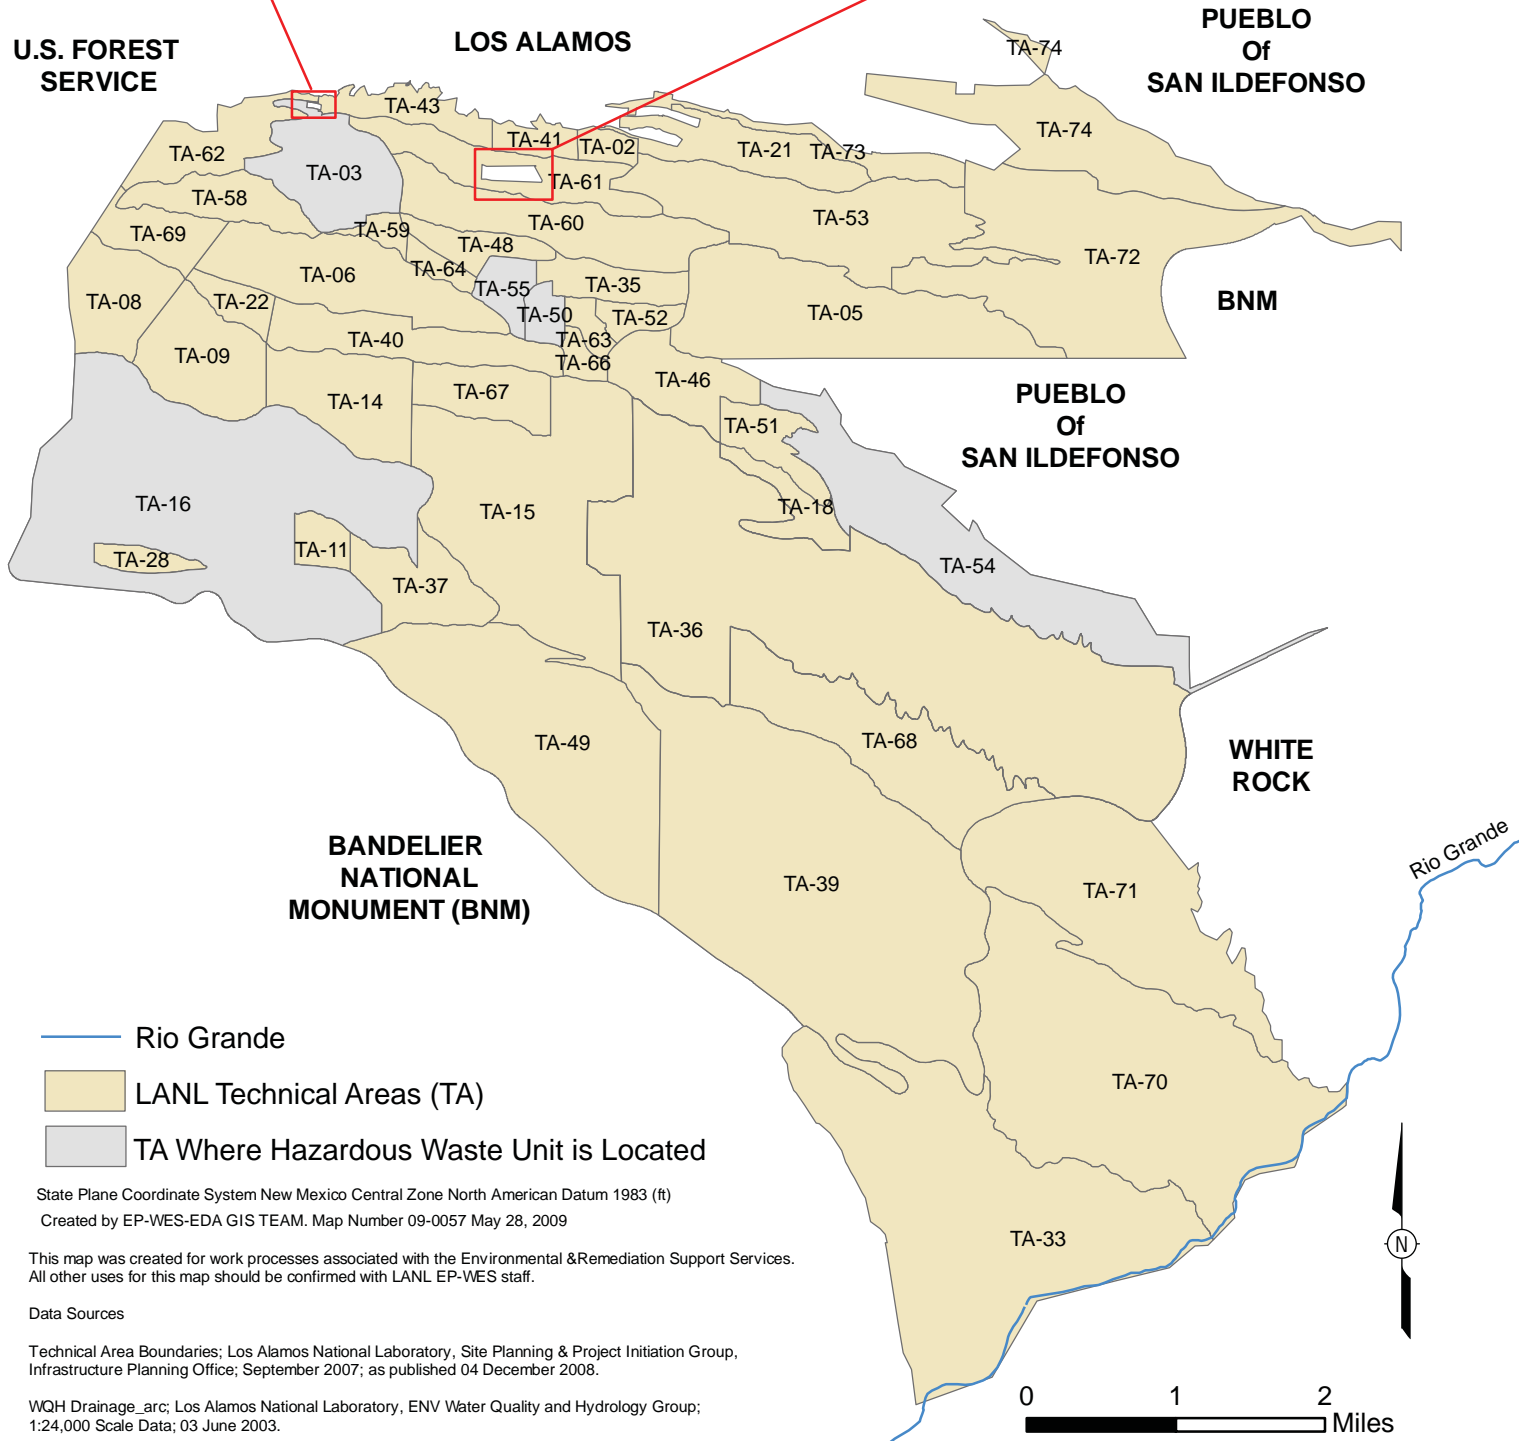 PUEBLO
Of
SAN ILDEFONSO
U.S. FOREST
SERVICE
LOS ALAMOS
TA-74
TA-43
TA-74
TA-41
TA-02
TA-21
TA-73
TA-62
TA-03
TA-61
TA-58
TA-59
TA-60
TA-53
TA-69
TA-48
TA-64
TA-06
TA-72
TA-55
TA-35
TA-08
TA-22
TA-50
TA-52
TA-05
BNM
TA-40
TA-63
TA-09
TA-66
TA-46
TA-67
TA-14
PUEBLO
Of
SAN ILDEFONSO
TA-51
TA-16
TA-15
TA-18
TA-11
TA-28
TA-54
TA-37
TA-36
TA-49
TA-68
WHITE
ROCK
BANDELIER
NATIONAL
MONUMENT (BNM)
TA-39
TA-71
Rio Grande
TA-70
TA-33
Rio Grande
LANL Technical Areas (TA)
TA Where Hazardous Waste Unit is Located
State Plane Coordinate System New Mexico Central Zone North American Datum 1983 (ft)
Created by EP-WES-EDA GIS TEAM. Map Number 09-0057 May 28, 2009
This map was created for work processes associated with the Environmental &Remediation Support Services.
All other uses for this map should be confirmed with LANL EP-WES staff.
Data Sources
Technical Area Boundaries; Los Alamos National Laboratory, Site Planning & Project Initiation Group,
Infrastructure Planning Office; September 2007; as published 04 December 2008.
WQH Drainage_arc; Los Alamos National Laboratory, ENV Water Quality and Hydrology Group;
1:24,000 Scale Data; 03 June 2003.
N
0 1 2
Miles